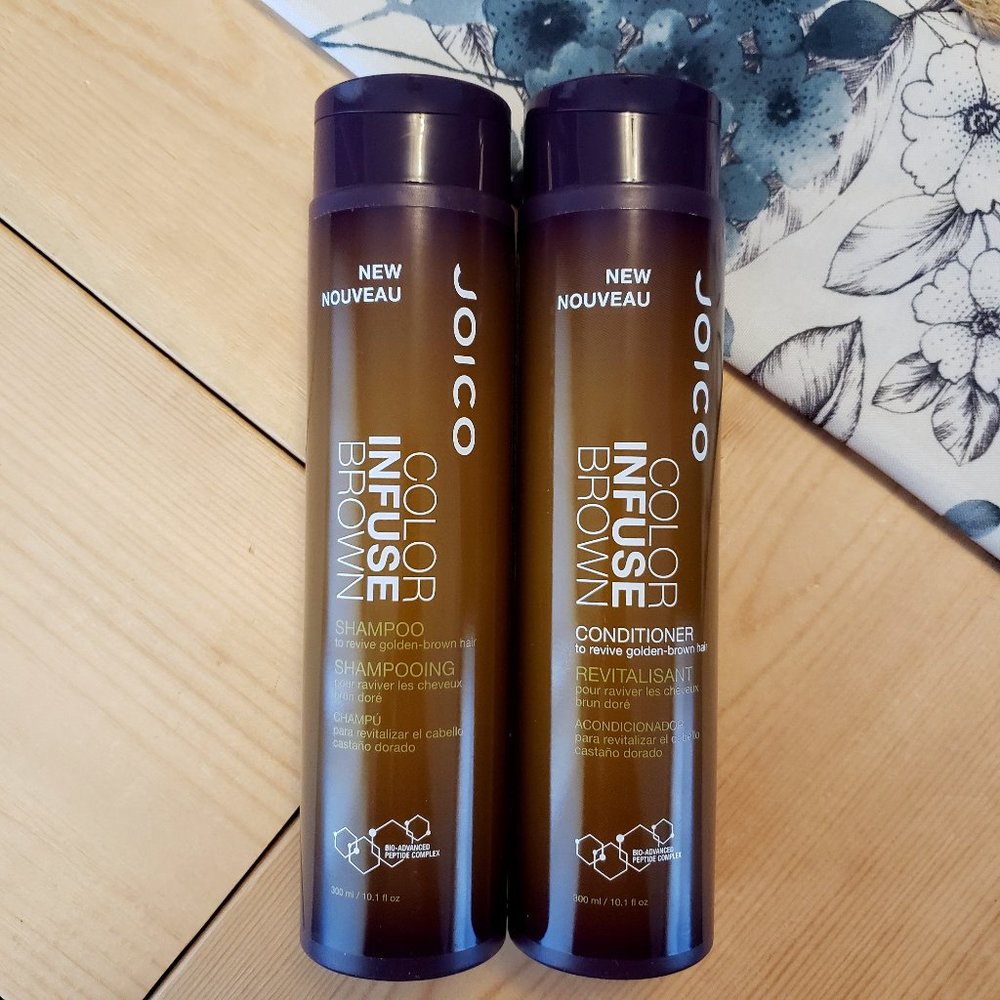 NEW
NOUVEAU
JOICO
COLOR
INFUSE
BROWN
SHAMPOO
to revive golden-brown hair
SHAMPOOING
pour raviver les cheveux
brun doré
CHAMPÚ
para revitalizar el cabello
castaño dorado
BIO-ADVANCED
PEPTIDE COMPLEX
300 ml / 10.1 fl oz
NEW
NOUVEAU
JOICO
COLOR
INFUSE
BROWN
CONDITIONER
to revive golden-brown hair
REVITALISANT
pour raviver les cheveux
brun doré
ACONDICIONADOR
para revitalizar el cabello
castaño dorado
BIO-ADVANCED
PEPTIDE COMPLEX
300 ml / 10.1 fl oz